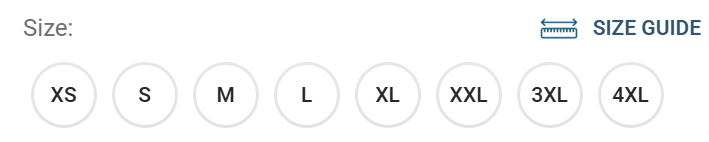 Size: SIZE GUIDE
XS S M L XL XXL 3XL 4XL